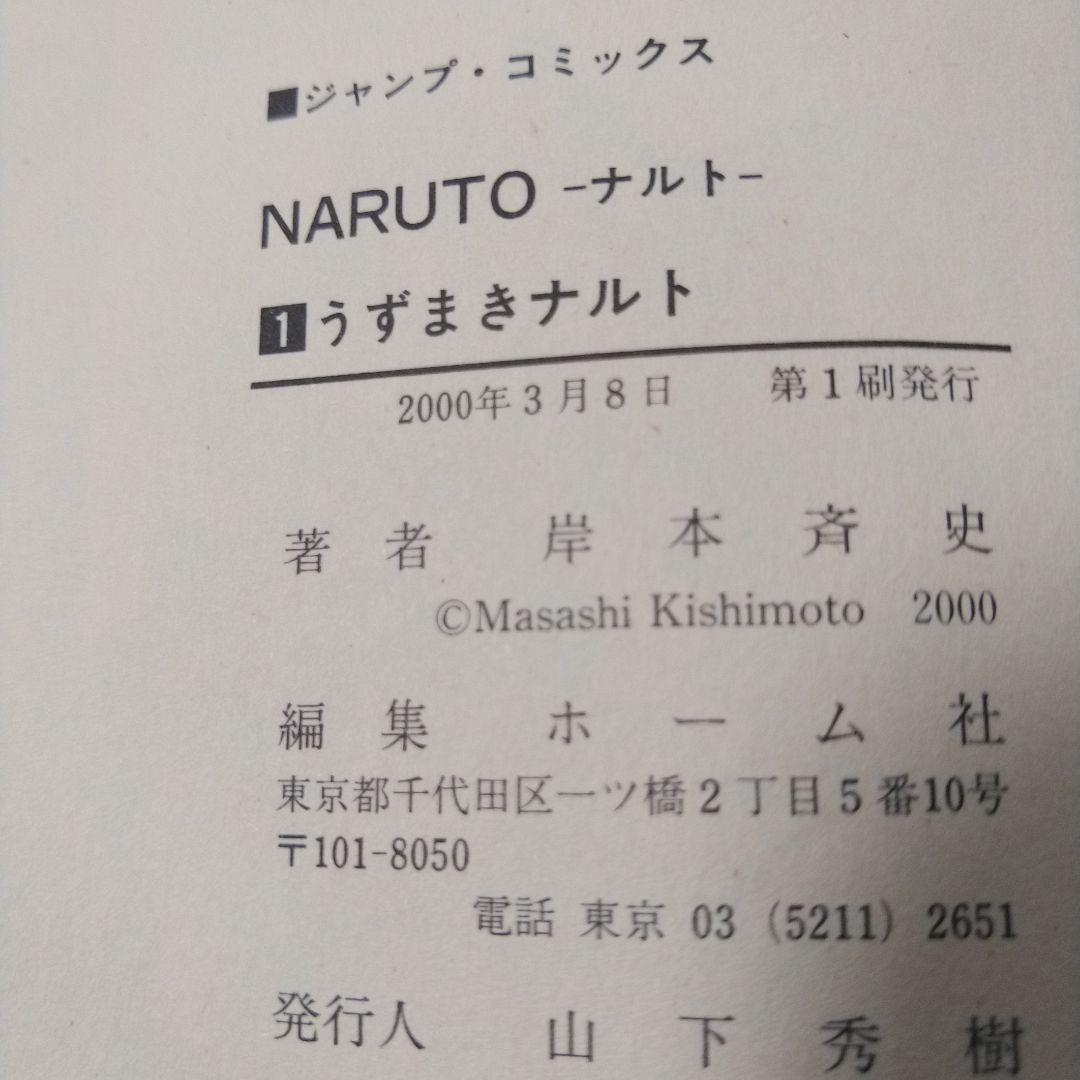 ■ジャンプ・コミックス
NARUTO −ナルト−
1うずまきナルト
2000年3月8日　第1刷発行
著者　岸本斉史
©Masashi Kishimoto　2000
編集　ホーム社
東京都千代田区一ツ橋2丁目5番10号
〒101-8050
電話 東京 03（5211）2651
発行人　山下秀樹